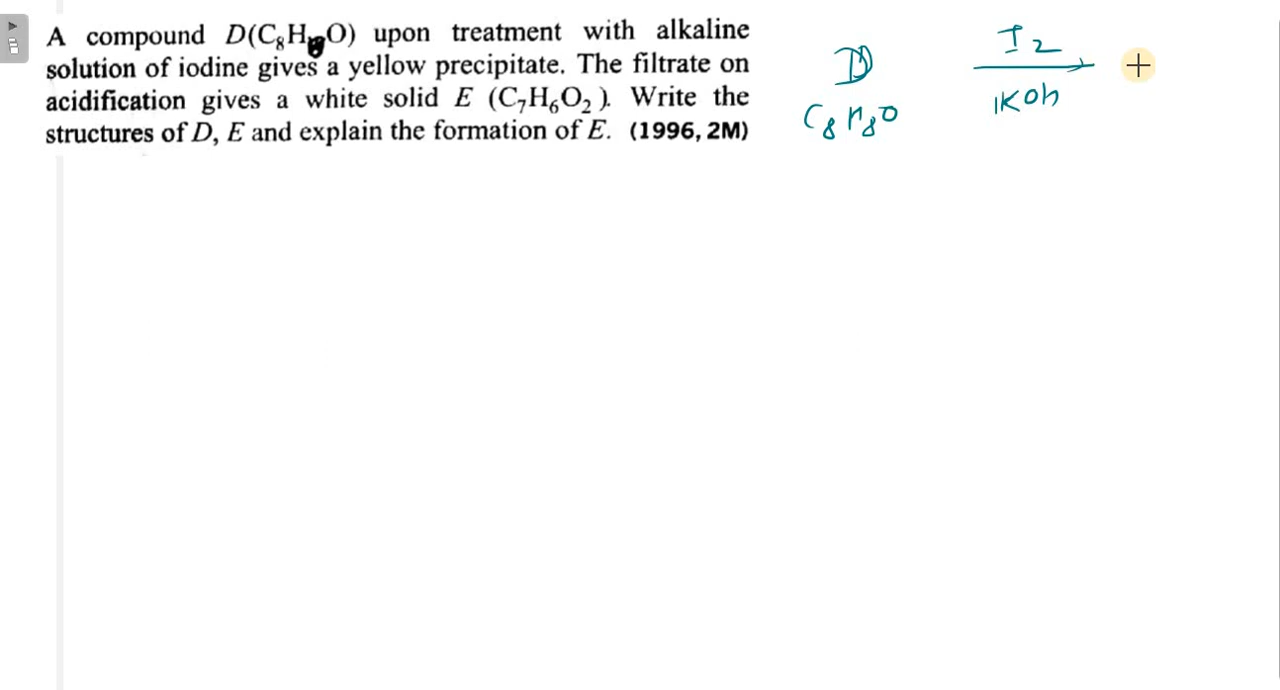 A compound D(C₈H₈O) upon treatment with alkaline
solution of iodine gives a yellow precipitate. The filtrate on
acidification gives a white solid E (C₇H₆O₂). Write the
structures of D, E and explain the formation of E. (1996, 2M)
D
C₈H₈O
I₂
KOh
+